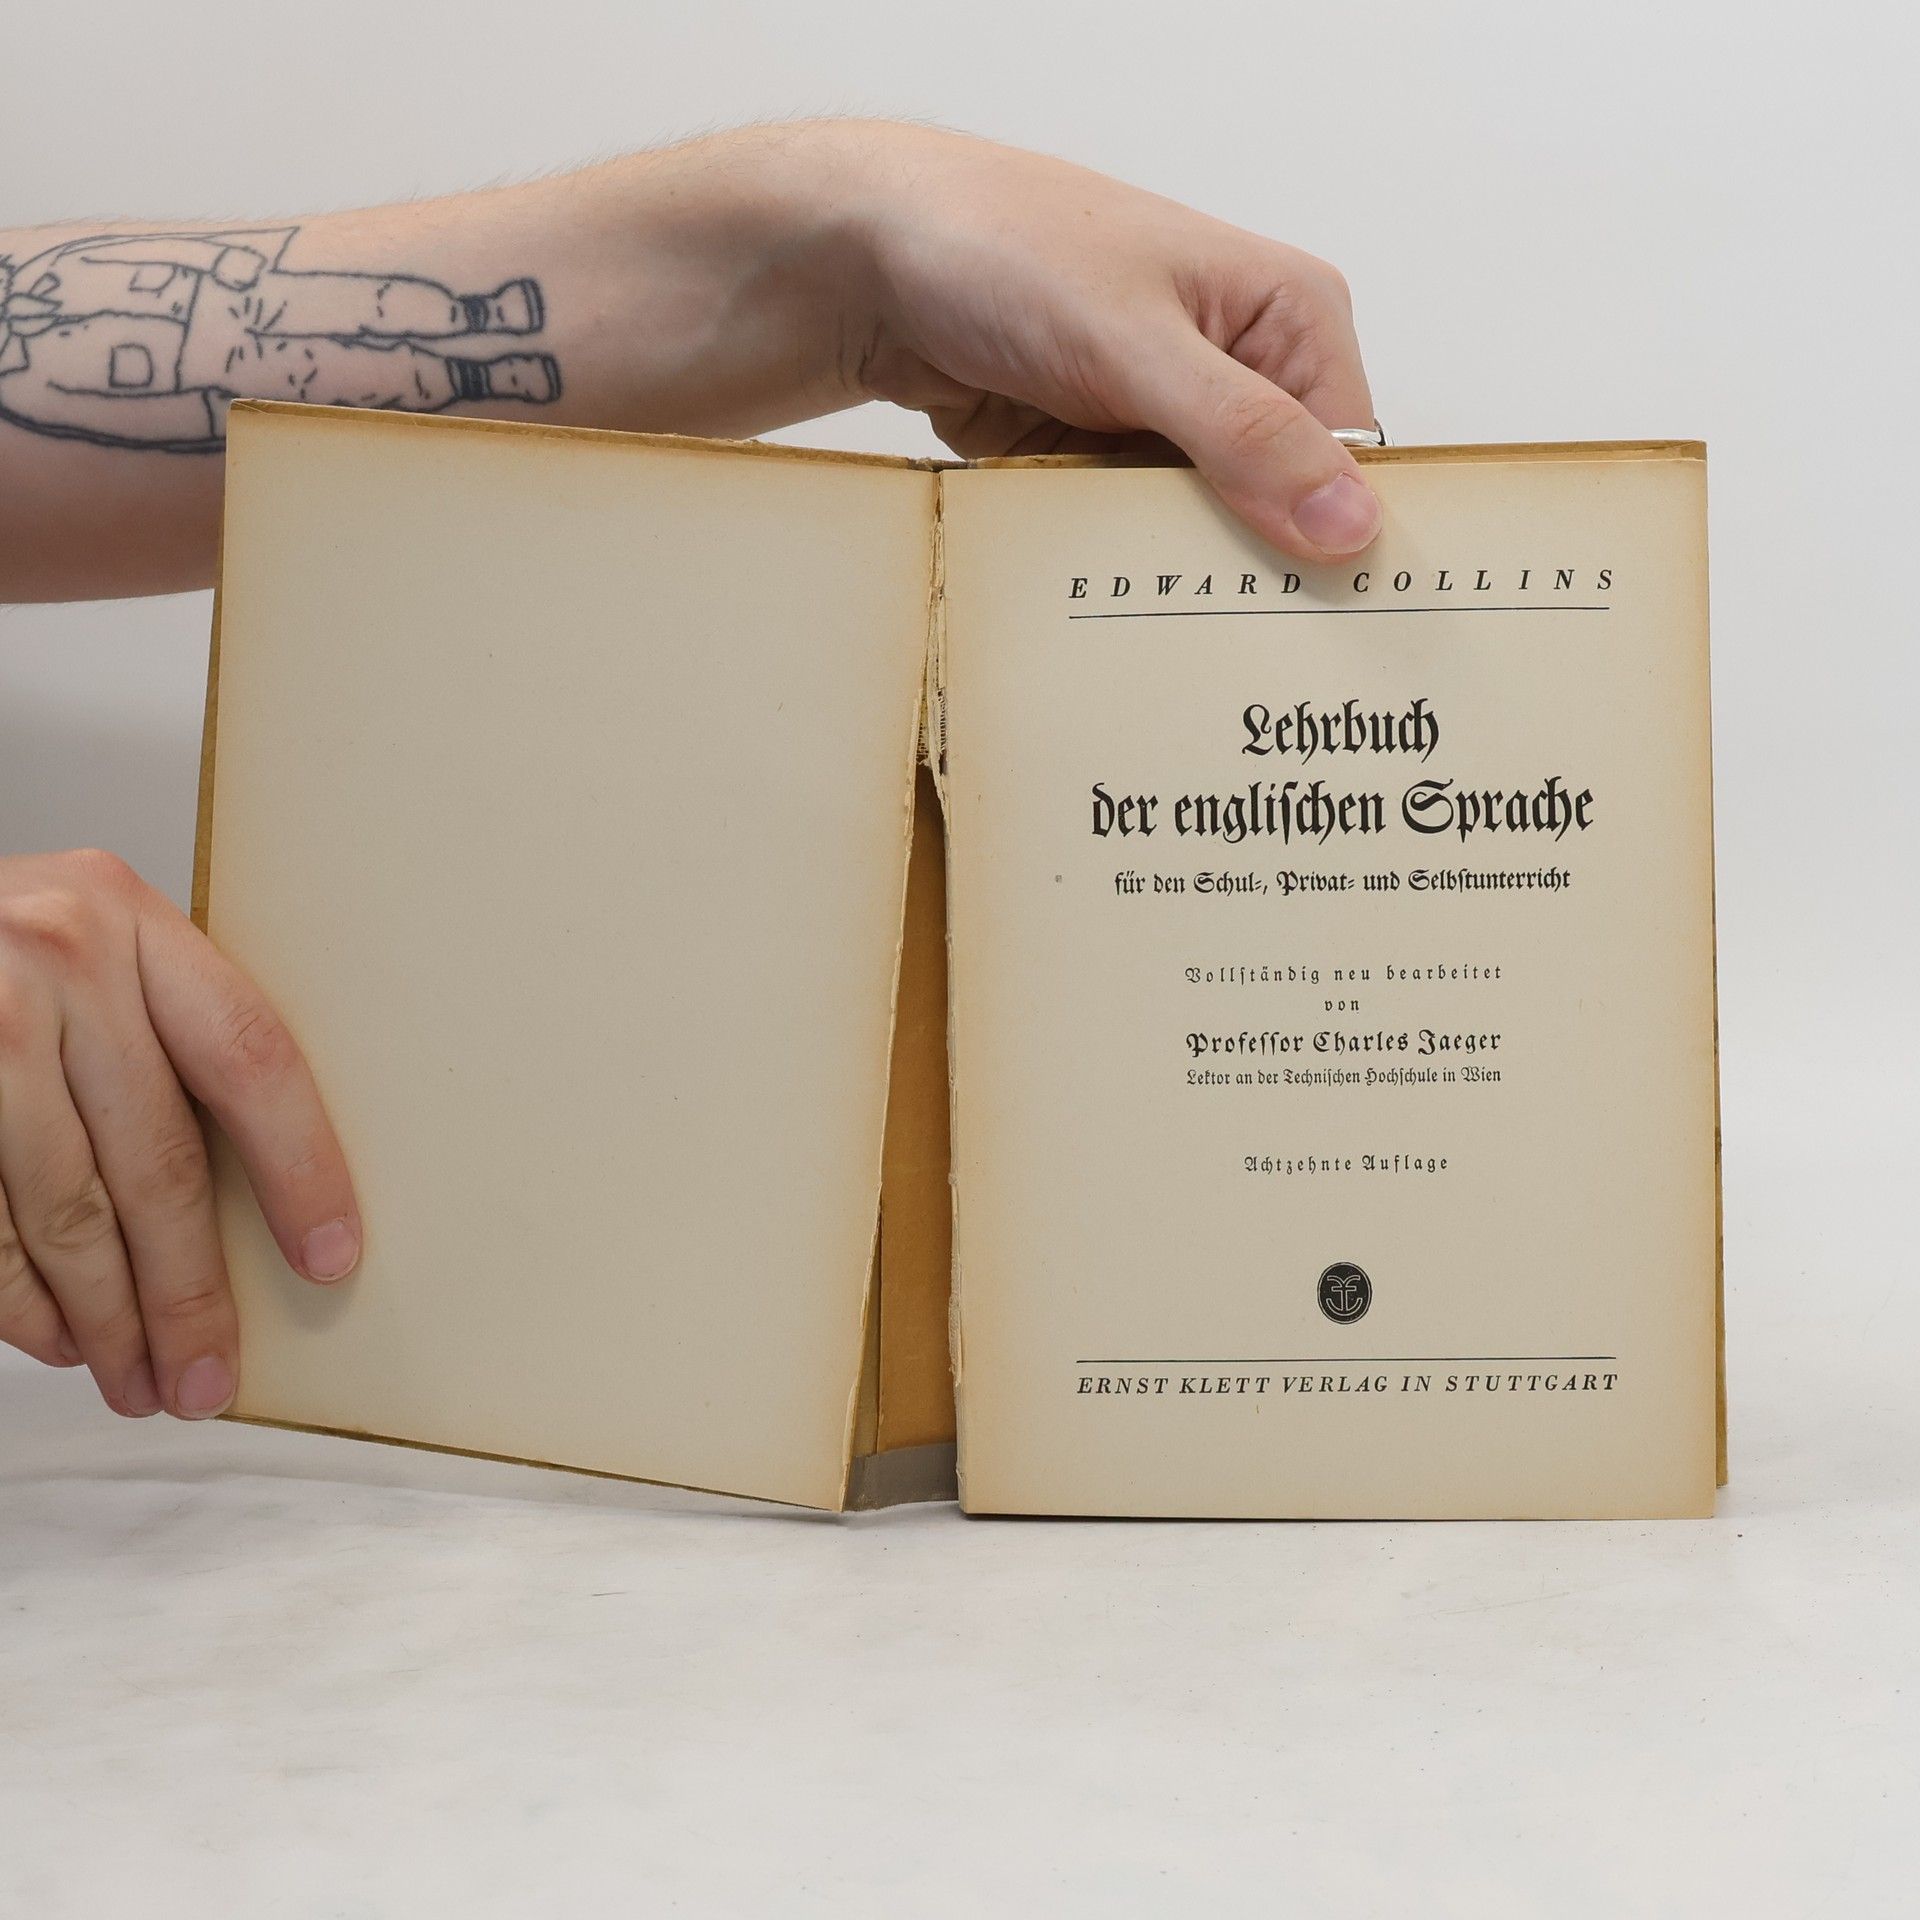 EDWARD COLLINS
Lehrbuch
der engliſchen Sprache
für den Schul-, Privat- und Selbſtunterricht
Vollſtändig neu bearbeitet
von
Profeſſor Charles Jaeger
Lektor an der Techniſchen Hochſchule in Wien
Achtzehnte Auflage
ERNST KLETT VERLAG IN STUTTGART